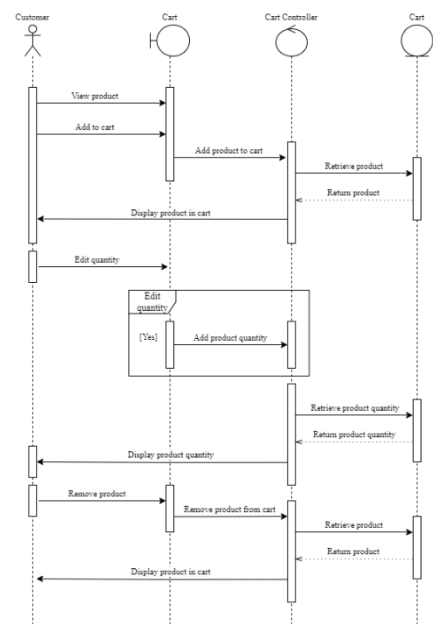 Customer
Cart
Cart Controller
Cart
View product
Add to cart
Add product to cart
Retrieve product
Return product
Display product in cart
Edit quantity
Edit
quantity
[Yes]
Add product quantity
Retrieve product quantity
Return product quantity
Display product quantity
Remove product
Remove product from cart
Retrieve product
Return product
Display product in cart